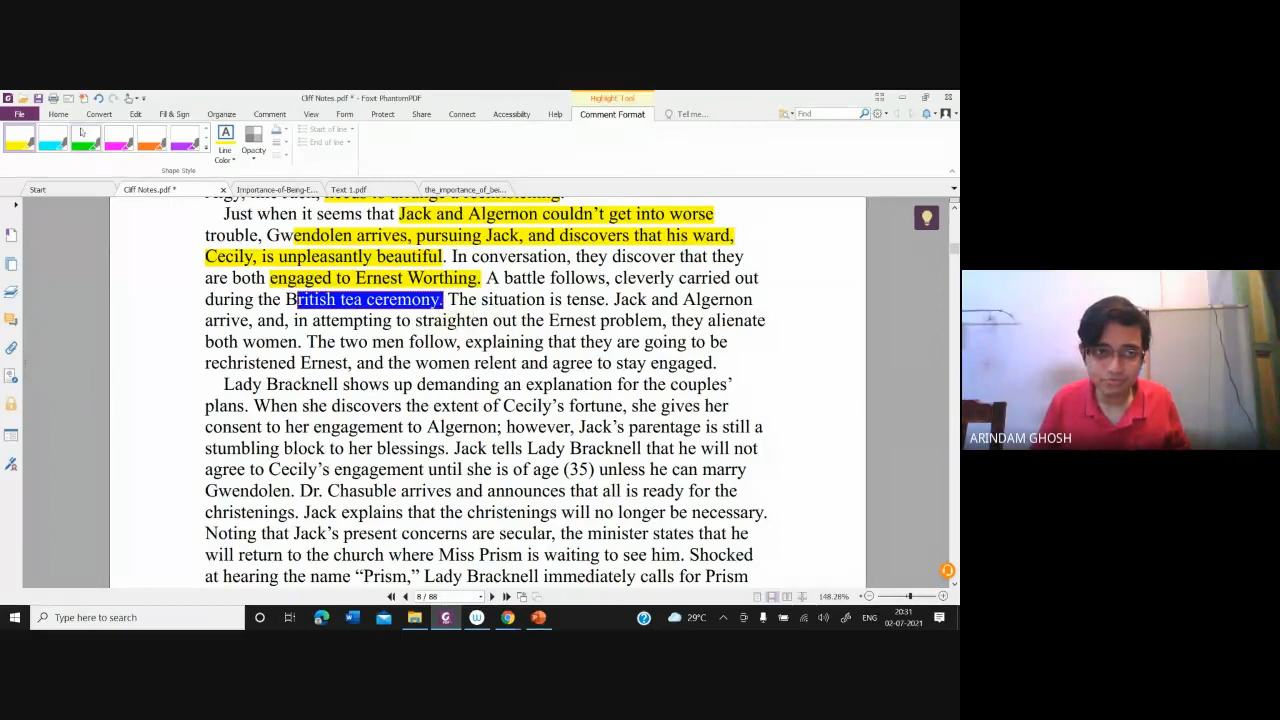 Cliff Notes.pdf * - Foxit PhantomPDF
Highlight Tool
File Home Convert Edit Fill & Sign Organize Comment View Form Protect Share Connect Accessibility Help Comment Format Tell me... Find
Line Color
Opacity
Start of line
End of line
Shape Style
Start Cliff Notes.pdf * Importance-of-Being-E... Text 1.pdf the_importance_of_bei...
Just when it seems that Jack and Algernon couldn’t get into worse
trouble, Gwendolen arrives, pursuing Jack, and discovers that his ward,
Cecily, is unpleasantly beautiful. In conversation, they discover that they
are both engaged to Ernest Worthing. A battle follows, cleverly carried out
during the British tea ceremony. The situation is tense. Jack and Algernon
arrive, and, in attempting to straighten out the Ernest problem, they alienate
both women. The two men follow, explaining that they are going to be
rechristened Ernest, and the women relent and agree to stay engaged.
Lady Bracknell shows up demanding an explanation for the couples’
plans. When she discovers the extent of Cecily’s fortune, she gives her
consent to her engagement to Algernon; however, Jack’s parentage is still a
stumbling block to her blessings. Jack tells Lady Bracknell that he will not
agree to Cecily’s engagement until she is of age (35) unless he can marry
Gwendolen. Dr. Chasuble arrives and announces that all is ready for the
christenings. Jack explains that the christenings will no longer be necessary.
Noting that Jack’s present concerns are secular, the minister states that he
will return to the church where Miss Prism is waiting to see him. Shocked
at hearing the name “Prism,” Lady Bracknell immediately calls for Prism
8 / 88
148.28%
Type here to search
29°C
ENG
20:31
02-07-2021
ARINDAM GHOSH